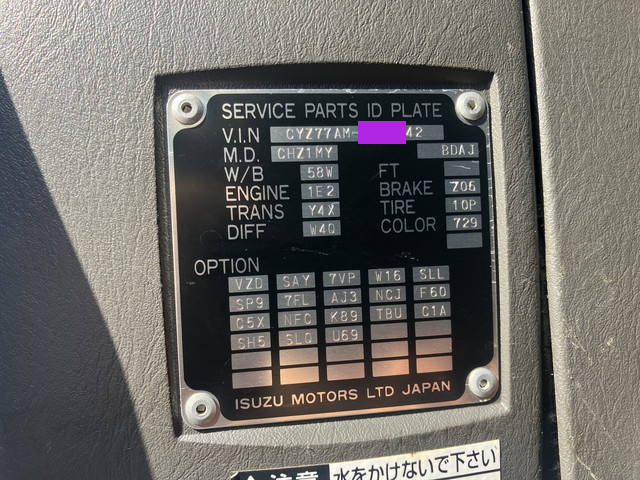 SERVICE PARTS ID PLATE
V.I.N CYZ77AM- 42
M.D. CHZ1MY BDAJ
W/B 58W FT —
ENGINE 1E2 BRAKE 706
TRANS Y4X TIRE 10P
DIFF W40 COLOR 729
OPTION
VZD SAY 7VP W16 SLL
SP9 7FL AJ3 NCJ F60
C5X NFC K89 TBU C1A
SH5 SLG U69
ISUZU MOTORS LTD JAPAN
注意 水をかけないで下さい